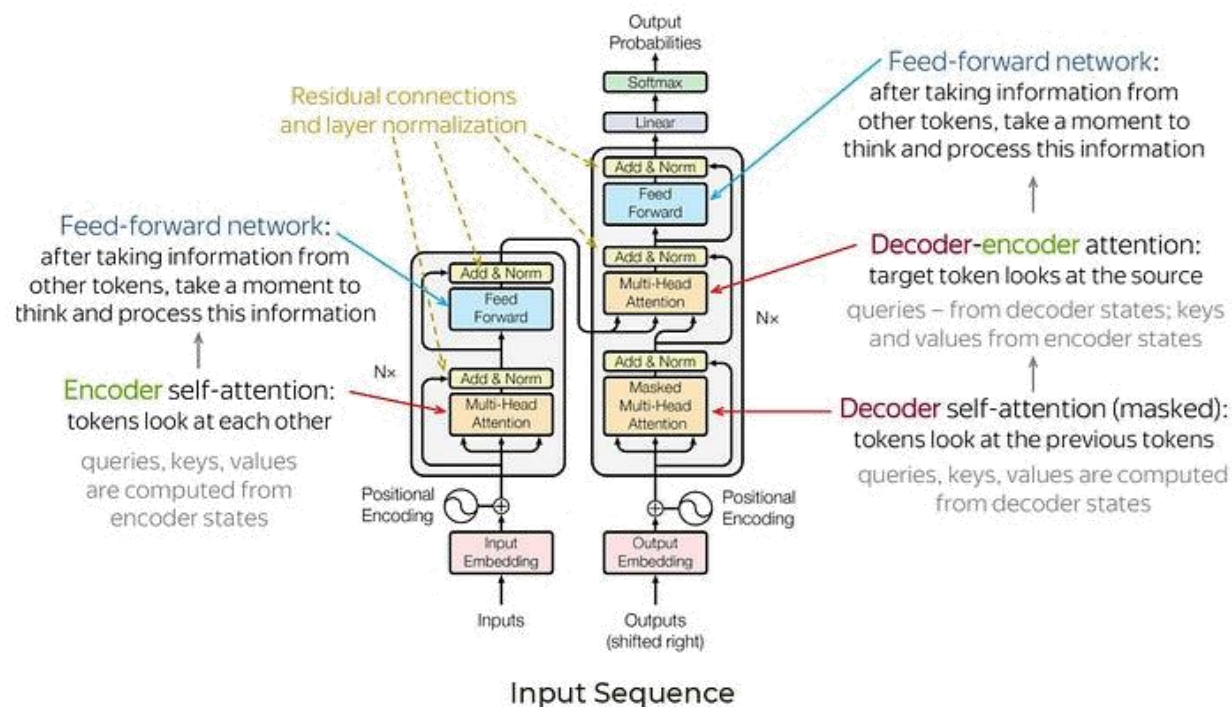 Output
Probabilities
Softmax
Linear
Add & Norm
Feed
Forward
Add & Norm
Multi-Head
Attention
Add & Norm
Masked
Multi-Head
Attention
Nx
Positional
Encoding
Output
Embedding
Outputs
(shifted right)
Residual connections
and layer normalization
Feed-forward network:
after taking information from
other tokens, take a moment to
think and process this information
Encoder self-attention:
tokens look at each other
queries, keys, values
are computed from
encoder states
Nx
Add & Norm
Feed
Forward
Add & Norm
Multi-Head
Attention
Positional
Encoding
Input
Embedding
Inputs
Feed-forward network:
after taking information from
other tokens, take a moment to
think and process this information
Decoder-encoder attention:
target token looks at the source
queries – from decoder states; keys
and values from encoder states
Decoder self-attention (masked):
tokens look at the previous tokens
queries, keys, values are computed
from decoder states
Input Sequence